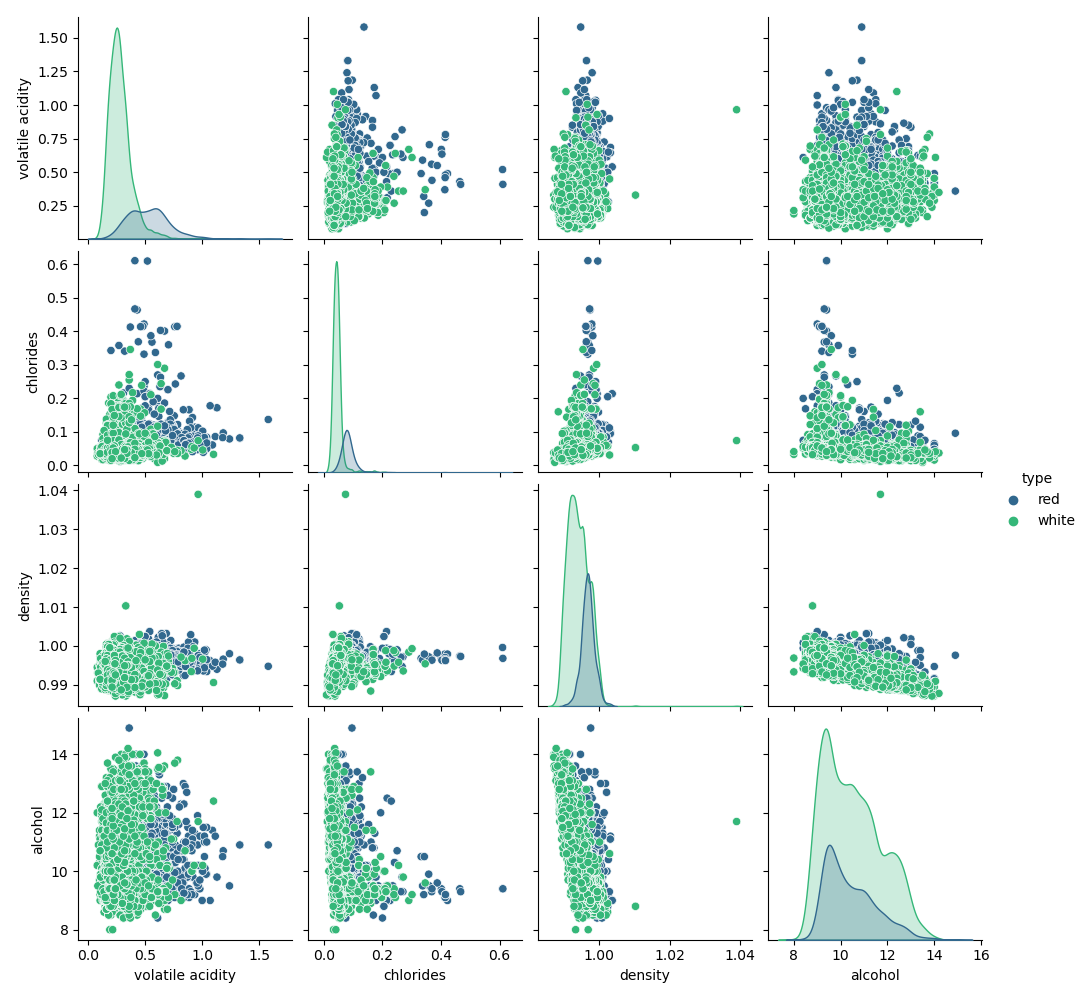 1.50
1.25
1.00
0.75
0.50
0.25
volatile acidity
0.6
0.5
0.4
0.3
0.2
0.1
0.0
chlorides
type
red
white
1.04
1.03
1.02
1.01
1.00
0.99
density
14
12
10
8
alcohol
0.0 0.5 1.0 1.5 0.0 0.2 0.4 0.6 1.00 1.02 1.04 8 10 12 14 16
volatile acidity chlorides density alcohol